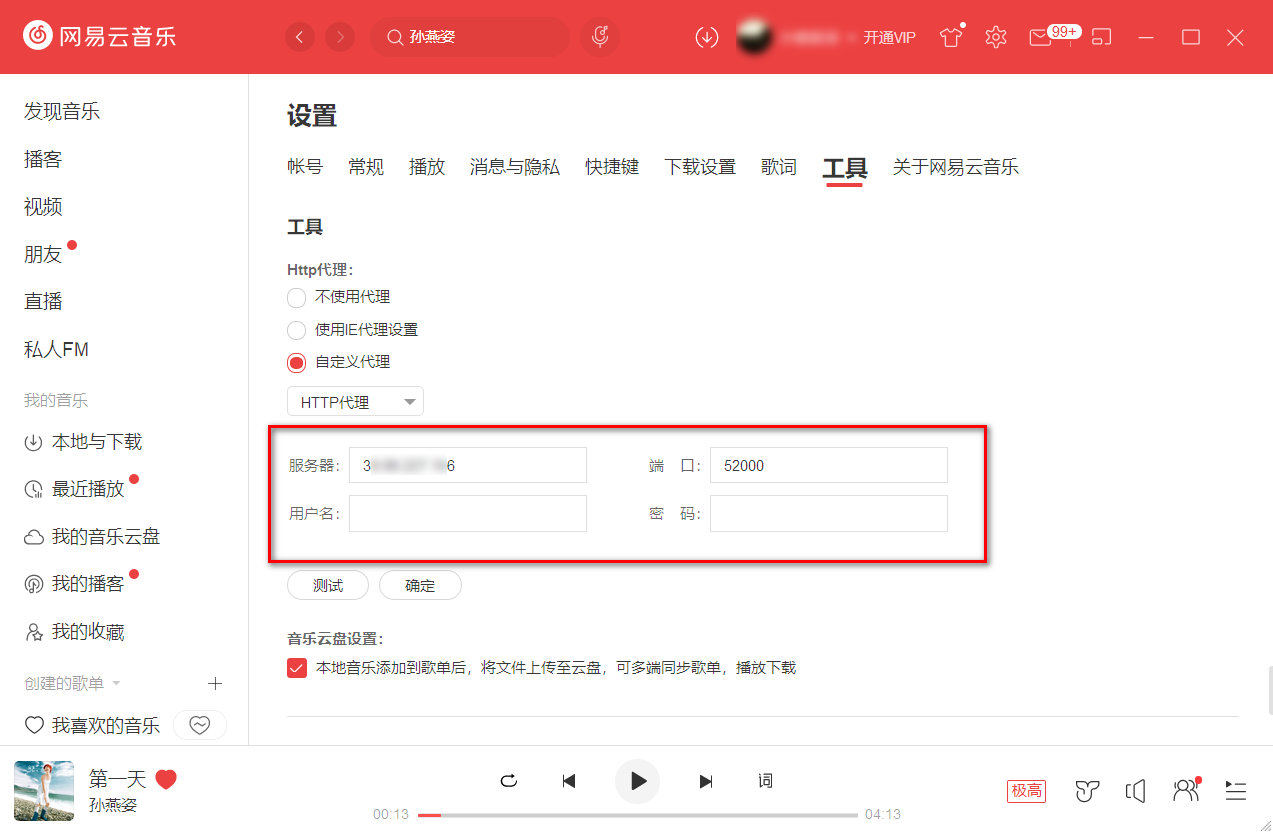 网易云音乐
孙燕姿
开通VIP
99+
发现音乐
播客
视频
朋友
直播
私人FM
我的音乐
本地与下载
最近播放
我的音乐云盘
我的播客
我的收藏
创建的歌单
我喜欢的音乐
设置
帐号 常规 播放 消息与隐私 快捷键 下载设置 歌词 工具 关于网易云音乐
工具
Http代理：
不使用代理
使用IE代理设置
自定义代理
HTTP代理
服务器： 3 6 端 口： 52000
用户名： 密 码：
测试 确定
音乐云盘设置：
本地音乐添加到歌单后，将文件上传至云盘，可多端同步歌单，播放下载
第一天
孙燕姿
词
00:13 04:13
极高